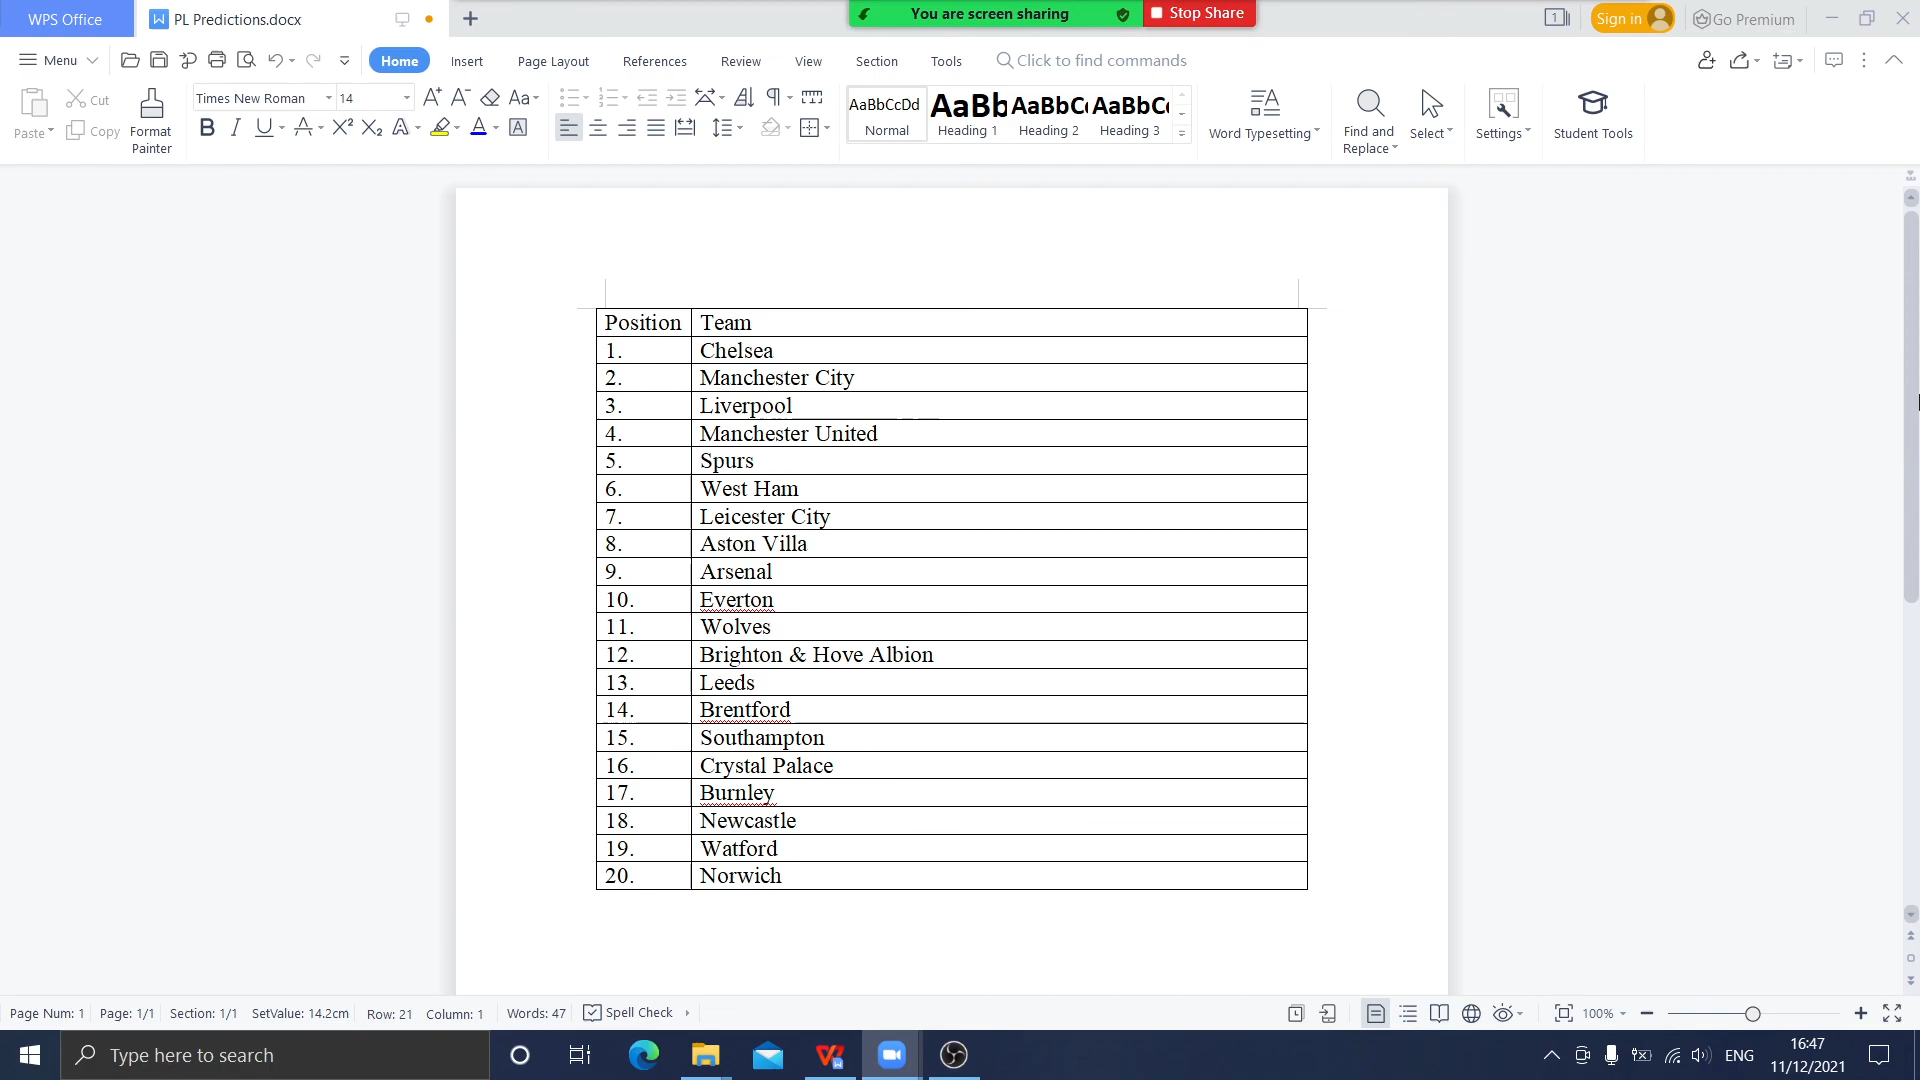 WPS Office
PL Predictions.docx
You are screen sharing
Stop Share
1
Sign in
Go Premium
Menu
Home
Insert
Page Layout
References
Review
View
Section
Tools
Click to find commands
Paste
Cut
Copy
Format Painter
Times New Roman
14
AaBbCcDd
Normal
AaBb
Heading 1
AaBbC
Heading 2
AaBbC
Heading 3
Word Typesetting
Find and Replace
Select
Settings
Student Tools
Position Team
1. Chelsea
2. Manchester City
3. Liverpool
4. Manchester United
5. Spurs
6. West Ham
7. Leicester City
8. Aston Villa
9. Arsenal
10. Everton
11. Wolves
12. Brighton & Hove Albion
13. Leeds
14. Brentford
15. Southampton
16. Crystal Palace
17. Burnley
18. Newcastle
19. Watford
20. Norwich
Page Num: 1 Page: 1/1 Section: 1/1 SetValue: 14.2cm Row: 21 Column: 1 Words: 47 Spell Check 100%
Type here to search
ENG
16:47
11/12/2021